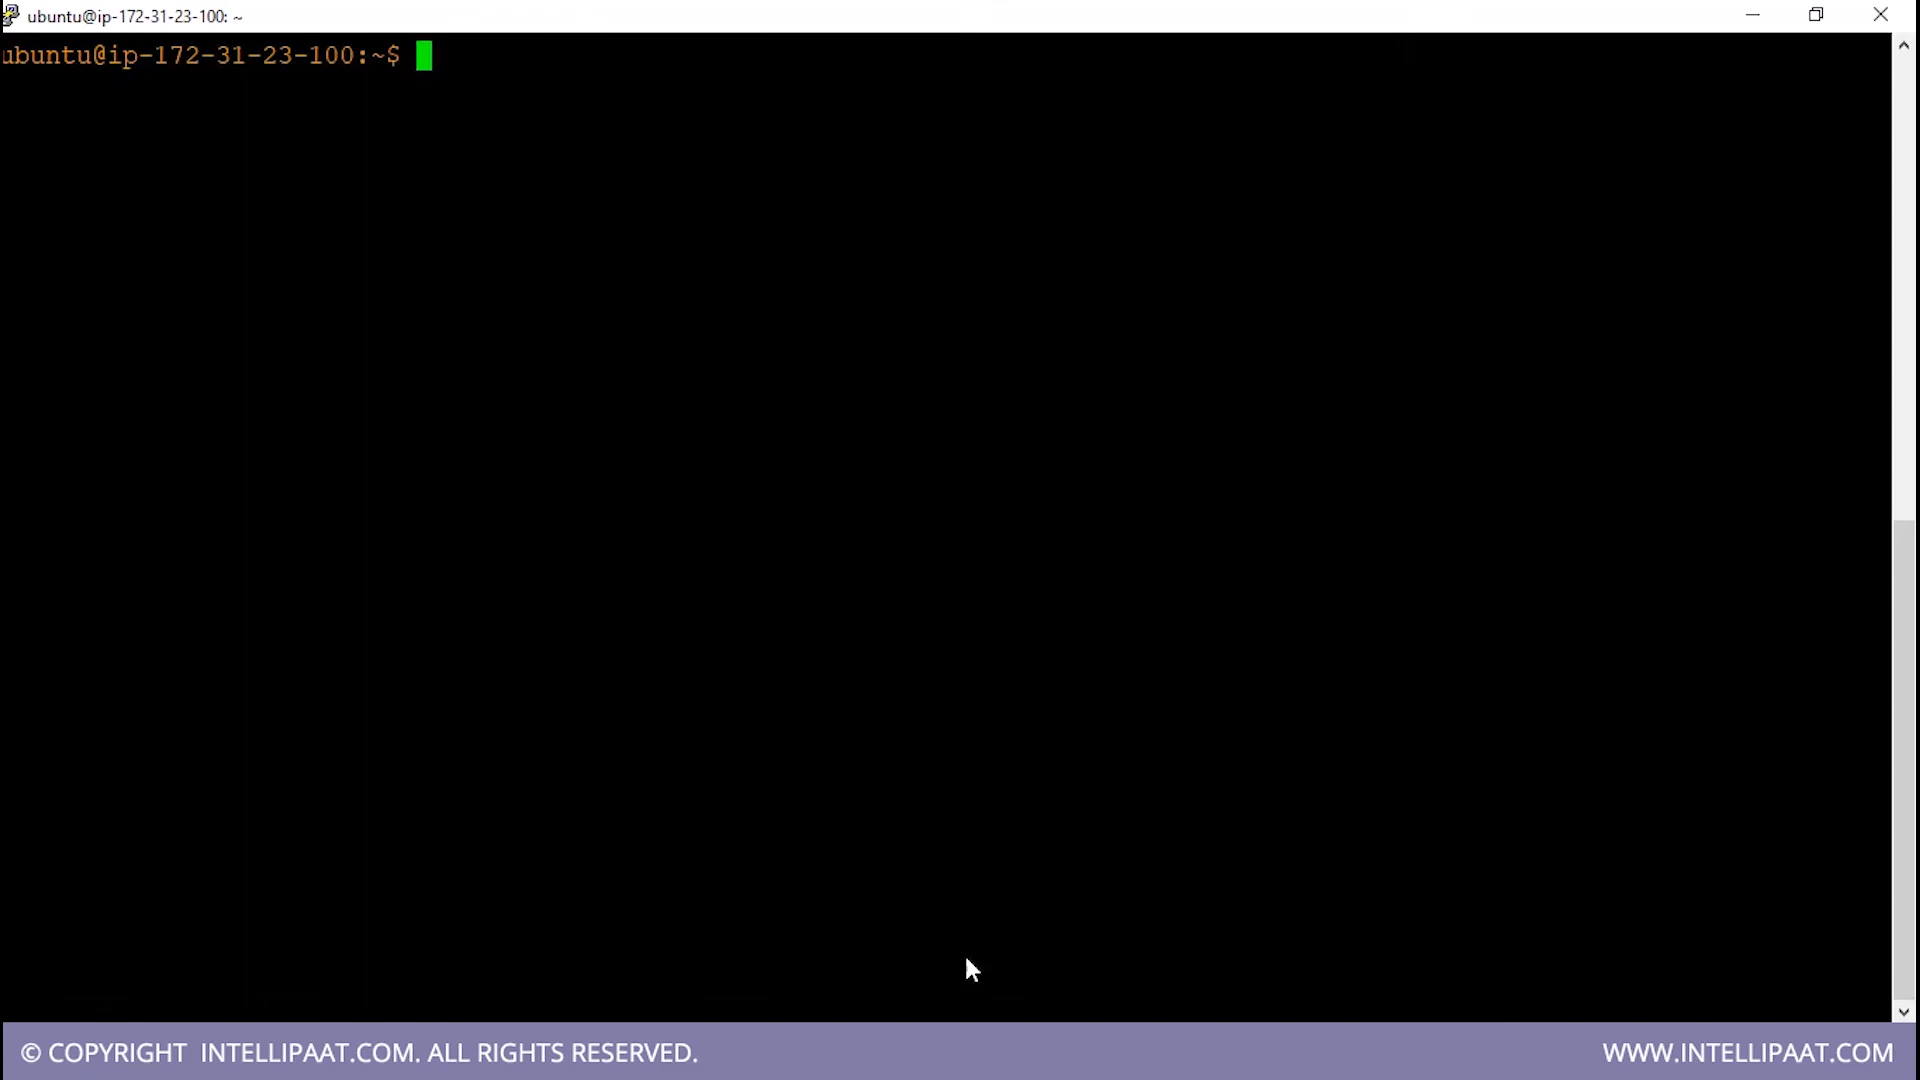 ubuntu@ip-172-31-23-100: ~
ubuntu@ip-172-31-23-100:~$
© COPYRIGHT INTELLIPAAT.COM. ALL RIGHTS RESERVED.
WWW.INTELLIPAAT.COM